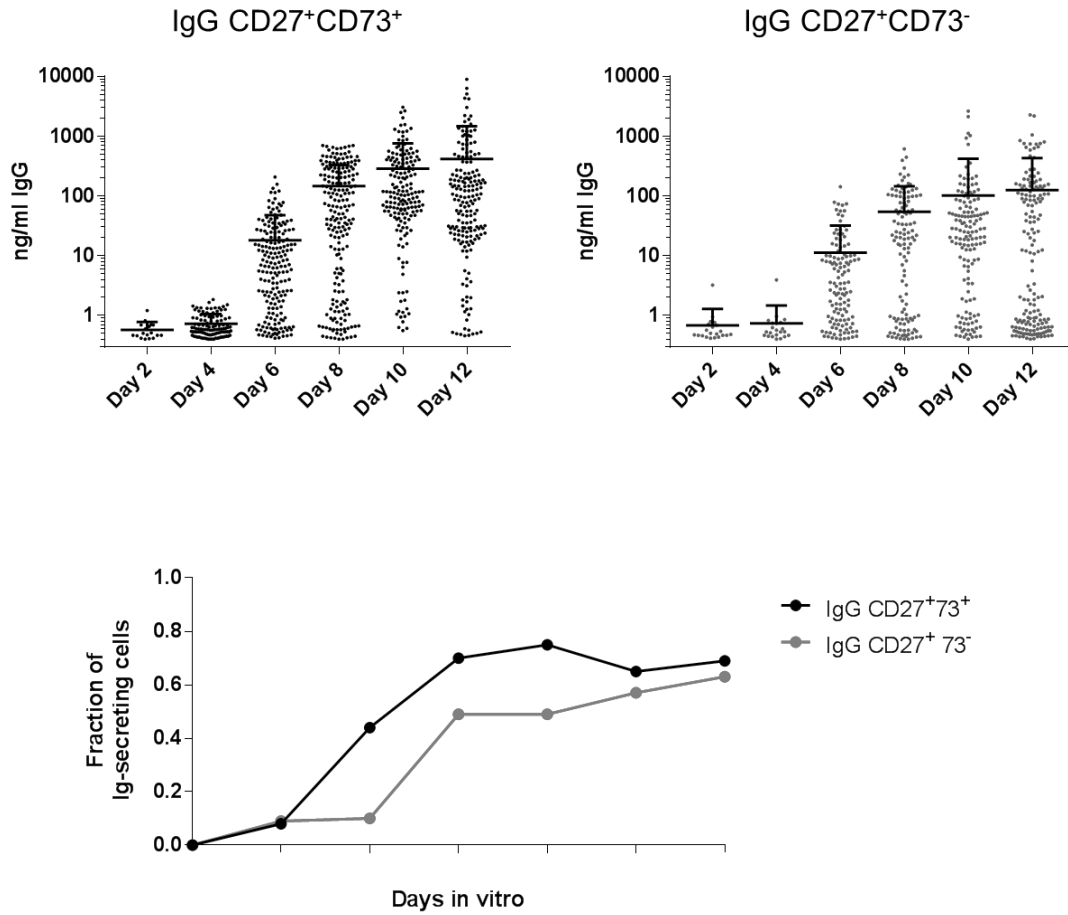 IgG CD27⁺CD73⁺
ng/ml IgG
10000
1000
100
10
1
Day 2
Day 4
Day 6
Day 8
Day 10
Day 12
IgG CD27⁺CD73⁻
ng/ml IgG
10000
1000
100
10
1
Day 2
Day 4
Day 6
Day 8
Day 10
Day 12
Fraction of
Ig-secreting cells
1.0
0.8
0.6
0.4
0.2
0.0
Days in vitro
IgG CD27⁺73⁺
IgG CD27⁺ 73⁻